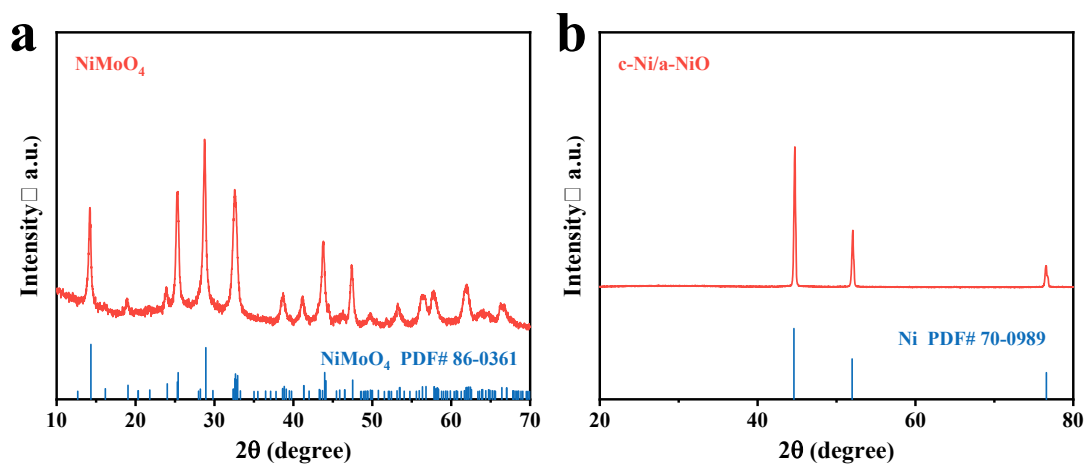 a
NiMoO₄
NiMoO₄ PDF# 86-0361
Intensity□ a.u.)
10 20 30 40 50 60 70
2θ (degree)
b
c-Ni/a-NiO
Ni PDF# 70-0989
Intensity□ a.u.)
20 40 60 80
2θ (degree)